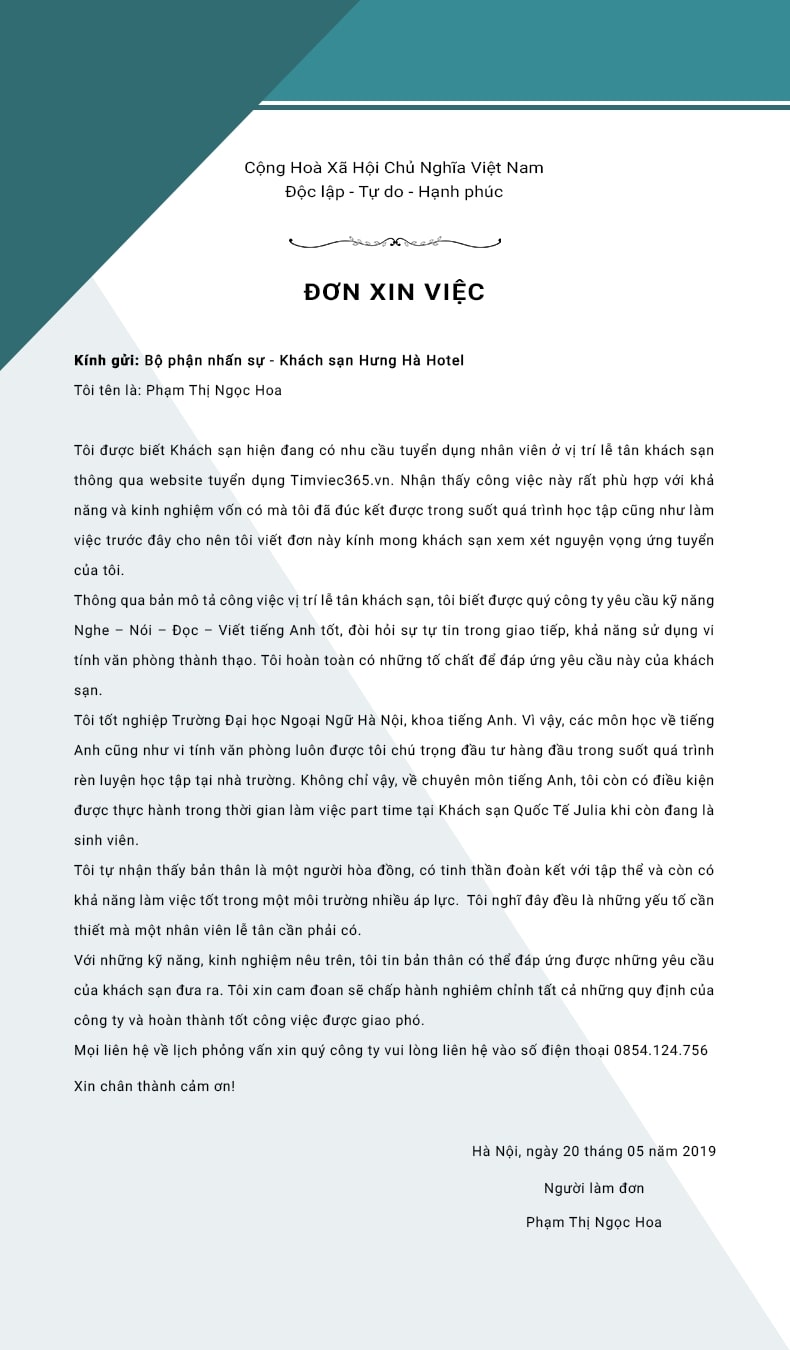 Cộng Hoà Xã Hội Chủ Nghĩa Việt Nam
Độc lập - Tự do - Hạnh phúc
ĐƠN XIN VIỆC
Kính gửi: Bộ phận nhấn sự - Khách sạn Hưng Hà Hotel
Tôi tên là: Phạm Thị Ngọc Hoa
Tôi được biết Khách sạn hiện đang có nhu cầu tuyển dụng nhân viên ở vị trí lễ tân khách sạn
thông qua website tuyển dụng Timviec365.vn. Nhận thấy công việc này rất phù hợp với khả
năng và kinh nghiệm vốn có mà tôi đã đúc kết được trong suốt quá trình học tập cũng như làm
việc trước đây cho nên tôi viết đơn này kính mong khách sạn xem xét nguyện vọng ứng tuyển
của tôi.
Thông qua bản mô tả công việc vị trí lễ tân khách sạn, tôi biết được quý công ty yêu cầu kỹ năng
Nghe – Nói – Đọc – Viết tiếng Anh tốt, đòi hỏi sự tự tin trong giao tiếp, khả năng sử dụng vi
tính văn phòng thành thạo. Tôi hoàn toàn có những tố chất để đáp ứng yêu cầu này của khách
sạn.
Tôi tốt nghiệp Trường Đại học Ngoại Ngữ Hà Nội, khoa tiếng Anh. Vì vậy, các môn học về tiếng
Anh cũng như vi tính văn phòng luôn được tôi chú trọng đầu tư hàng đầu trong suốt quá trình
rèn luyện học tập tại nhà trường. Không chỉ vậy, về chuyên môn tiếng Anh, tôi còn có điều kiện
được thực hành trong thời gian làm việc part time tại Khách sạn Quốc Tế Julia khi còn đang là
sinh viên.
Tôi tự nhận thấy bản thân là một người hòa đồng, có tinh thần đoàn kết với tập thể và còn có
khả năng làm việc tốt trong một môi trường nhiều áp lực. Tôi nghĩ đây đều là những yếu tố cần
thiết mà một nhân viên lễ tân cần phải có.
Với những kỹ năng, kinh nghiệm nêu trên, tôi tin bản thân có thể đáp ứng được những yêu cầu
của khách sạn đưa ra. Tôi xin cam đoan sẽ chấp hành nghiêm chỉnh tất cả những quy định của
công ty và hoàn thành tốt công việc được giao phó.
Mọi liên hệ về lịch phỏng vấn xin quý công ty vui lòng liên hệ vào số điện thoại 0854.124.756
Xin chân thành cảm ơn!
Hà Nội, ngày 20 tháng 05 năm 2019
Người làm đơn
Phạm Thị Ngọc Hoa